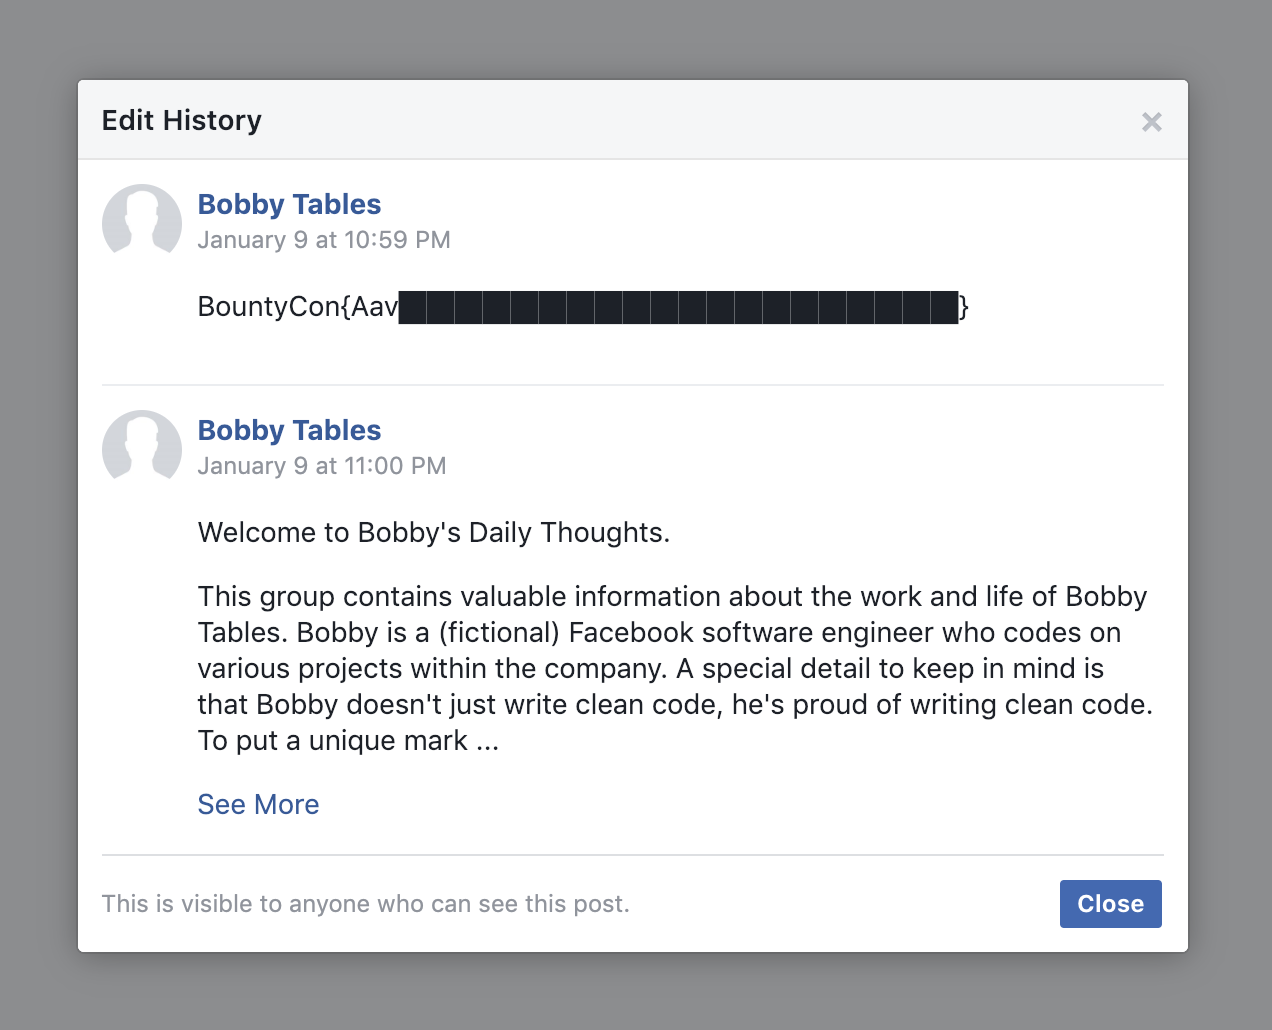 Edit History
Bobby Tables
January 9 at 10:59 PM
BountyCon{Aav████████████████████}
Bobby Tables
January 9 at 11:00 PM
Welcome to Bobby's Daily Thoughts.
This group contains valuable information about the work and life of Bobby
Tables. Bobby is a (fictional) Facebook software engineer who codes on
various projects within the company. A special detail to keep in mind is
that Bobby doesn't just write clean code, he's proud of writing clean code.
To put a unique mark ...
See More
This is visible to anyone who can see this post.
Close